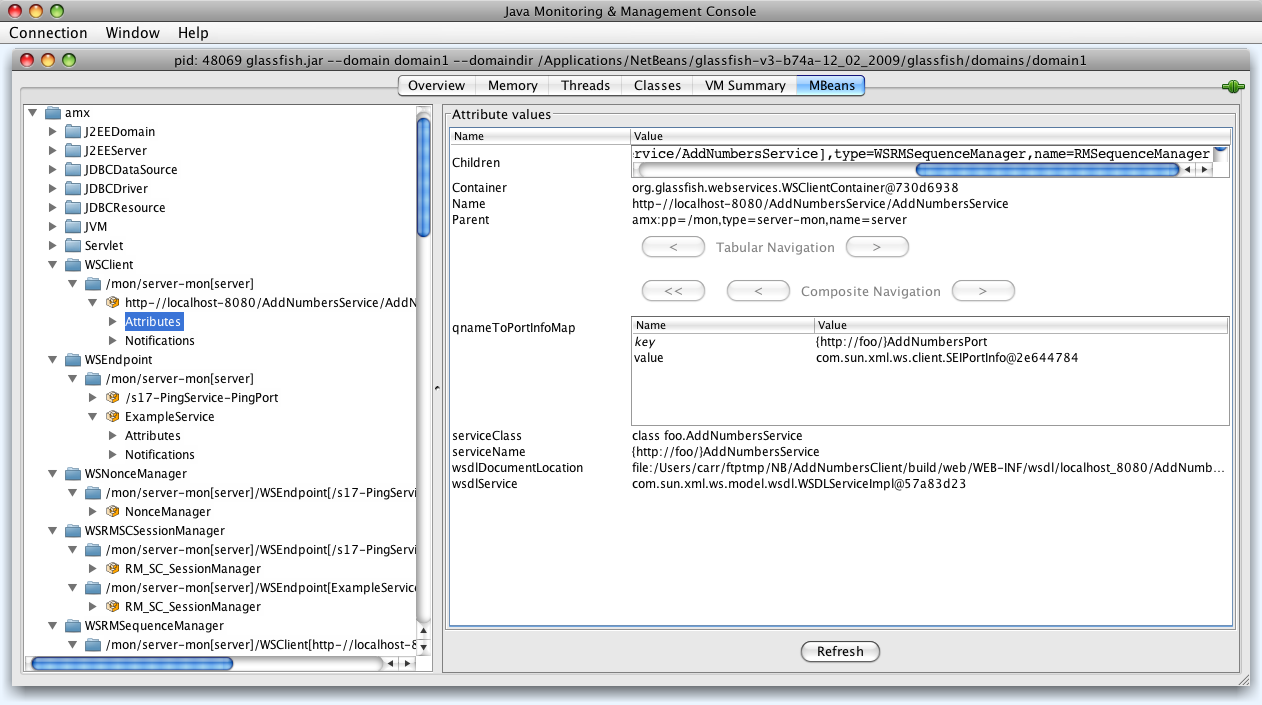 Java Monitoring & Management Console
Connection Window Help
pid: 48069 glassfish.jar --domain domain1 --domaindir /Applications/NetBeans/glassfish-v3-b74a-12_02_2009/glassfish/domains/domain1
Overview Memory Threads Classes VM Summary MBeans
amx
J2EEDomain
J2EEServer
JDBCDataSource
JDBCDriver
JDBCResource
JVM
Servlet
WSClient
/mon/server-mon[server]
http-//localhost-8080/AddNumbersService/AddN
Attributes
Notifications
WSEndpoint
/mon/server-mon[server]
/s17-PingService-PingPort
ExampleService
Attributes
Notifications
WSNonceManager
/mon/server-mon[server]/WSEndpoint[/s17-PingServi
NonceManager
WSRMSCSessionManager
/mon/server-mon[server]/WSEndpoint[/s17-PingServi
RM_SC_SessionManager
/mon/server-mon[server]/WSEndpoint[ExampleService
RM_SC_SessionManager
WSRMSequenceManager
/mon/server-mon[server]/WSClient[http-//localhost-8
Attribute values
Name Value
Children rvice/AddNumbersService],type=WSRMSequenceManager,name=RMSequenceManager
Container org.glassfish.webservices.WSClientContainer@730d6938
Name http-//localhost-8080/AddNumbersService/AddNumbersService
Parent amx:pp=/mon,type=server-mon,name=server
< Tabular Navigation >
<< < Composite Navigation >
qnameToPortInfoMap
Name Value
key {http://foo/}AddNumbersPort
value com.sun.xml.ws.client.SEIPortInfo@2e644784
serviceClass class foo.AddNumbersService
serviceName {http://foo/}AddNumbersService
wsdlDocumentLocation file:/Users/carr/ftptmp/NB/AddNumbersClient/build/web/WEB-INF/wsdl/localhost_8080/AddNumb...
wsdlService com.sun.xml.ws.model.wsdl.WSDLServiceImpl@57a83d23
Refresh